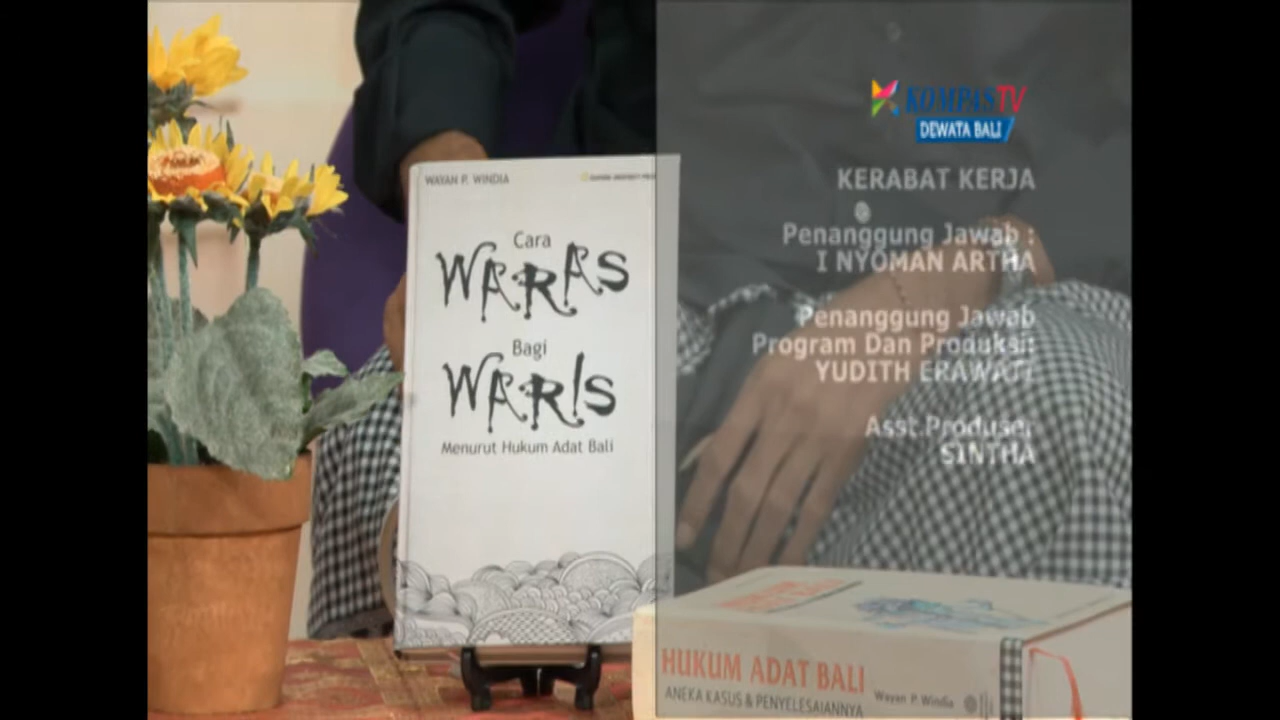 WAYAN P. WINDIA
Cara
WARAS
Bagi
WARIS
Menurut Hukum Adat Bali
KOMPASTV
DEWATA BALI
KERABAT KERJA
Penanggung Jawab :
I NYOMAN ARTHA
Penanggung Jawab
Program Dan Produksi:
YUDITH ERAWATI
Asst.Produser
SINTHA
HUKUM ADAT BALI
ANEKA KASUS & PENYELESAIANNYA
Wayan P. Windia